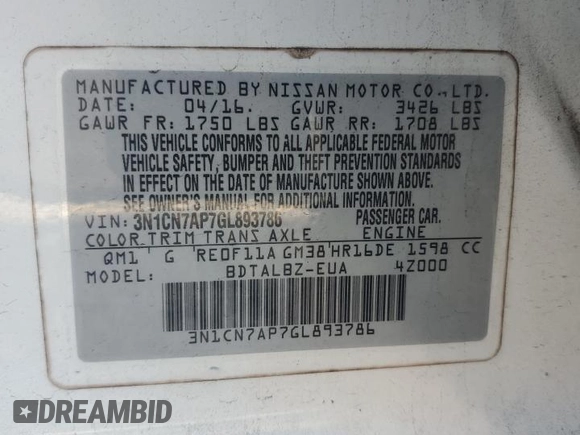 MANUFACTURED BY NISSAN MOTOR CO.,LTD.
DATE: 04/16. GVWR: 3426 LBS
GAWR FR: 1750 LBS GAWR RR: 1708 LBS
THIS VEHICLE CONFORMS TO ALL APPLICABLE FEDERAL MOTOR
VEHICLE SAFETY, BUMPER AND THEFT PREVENTION STANDARDS
IN EFFECT ON THE DATE OF MANUFACTURE SHOWN ABOVE.
SEE OWNER'S MANUAL FOR ADDITIONAL INFORMATION.
VIN: 3N1CN7AP7GL893786 PASSENGER CAR.
COLOR TRIM TRANS AXLE ENGINE
QM1 G RE0F11A GM38 HR16DE 1598 CC
MODEL: BDTALBZ-EUA 4Z000
3N1CN7AP7GL893786
DREAMBID